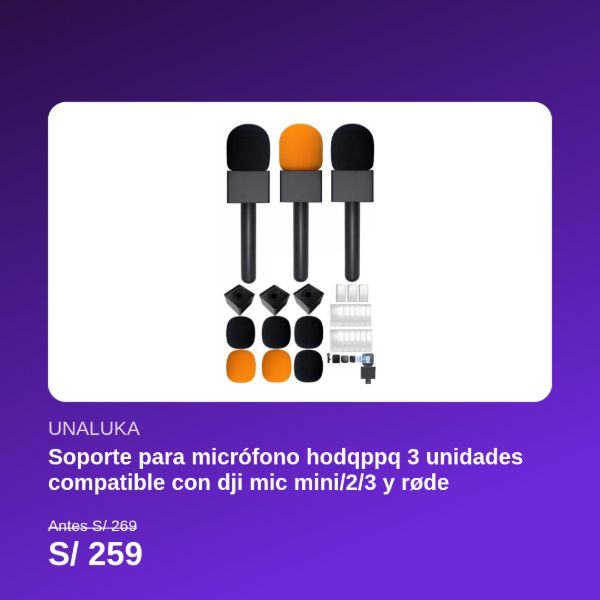 UNALUKA
Soporte para micrófono hodqppq 3 unidades
compatible con dji mic mini/2/3 y røde
Antes S/ 269
S/ 259